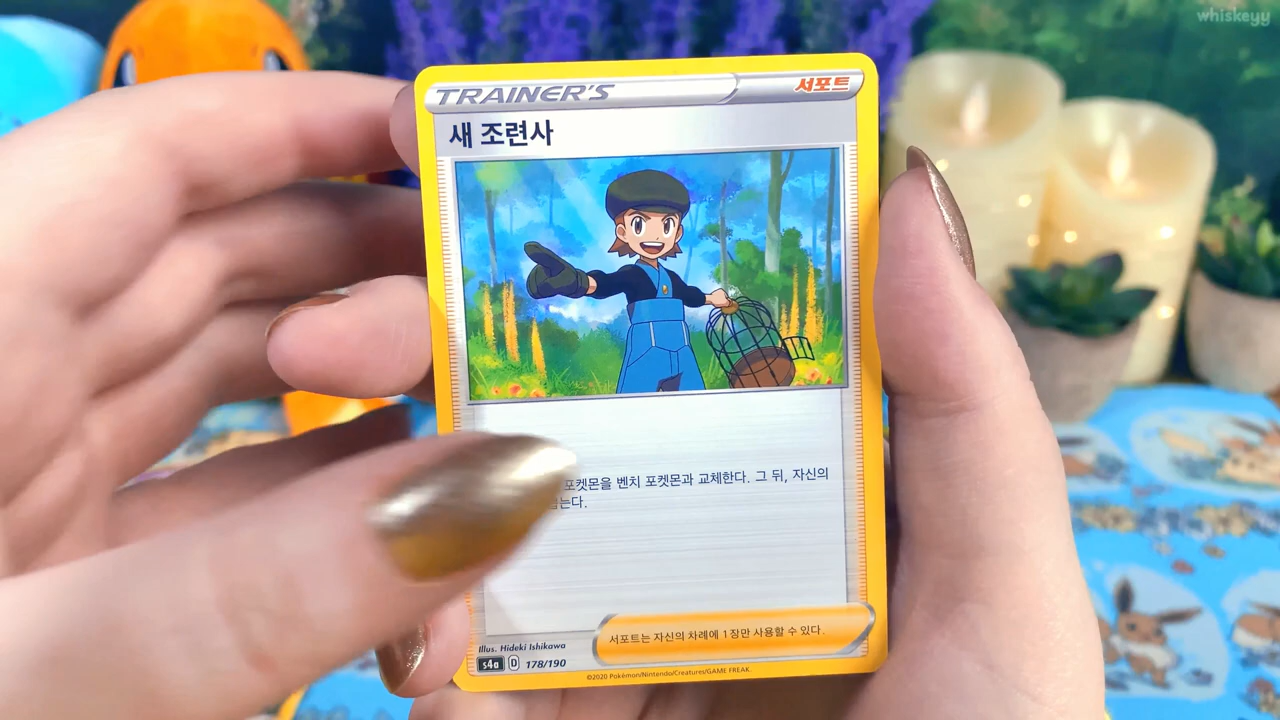 whiskeyy
TRAINER'S
서포트
새 조련사
포켓몬을 벤치 포켓몬과 교체한다. 그 뒤, 자신의
는다.
서포트는 자신의 차례에 1장만 사용할 수 있다.
Illus. Hideki Ishikawa
s4a D 178/190
©2020 Pokémon/Nintendo/Creatures/GAME FREAK.